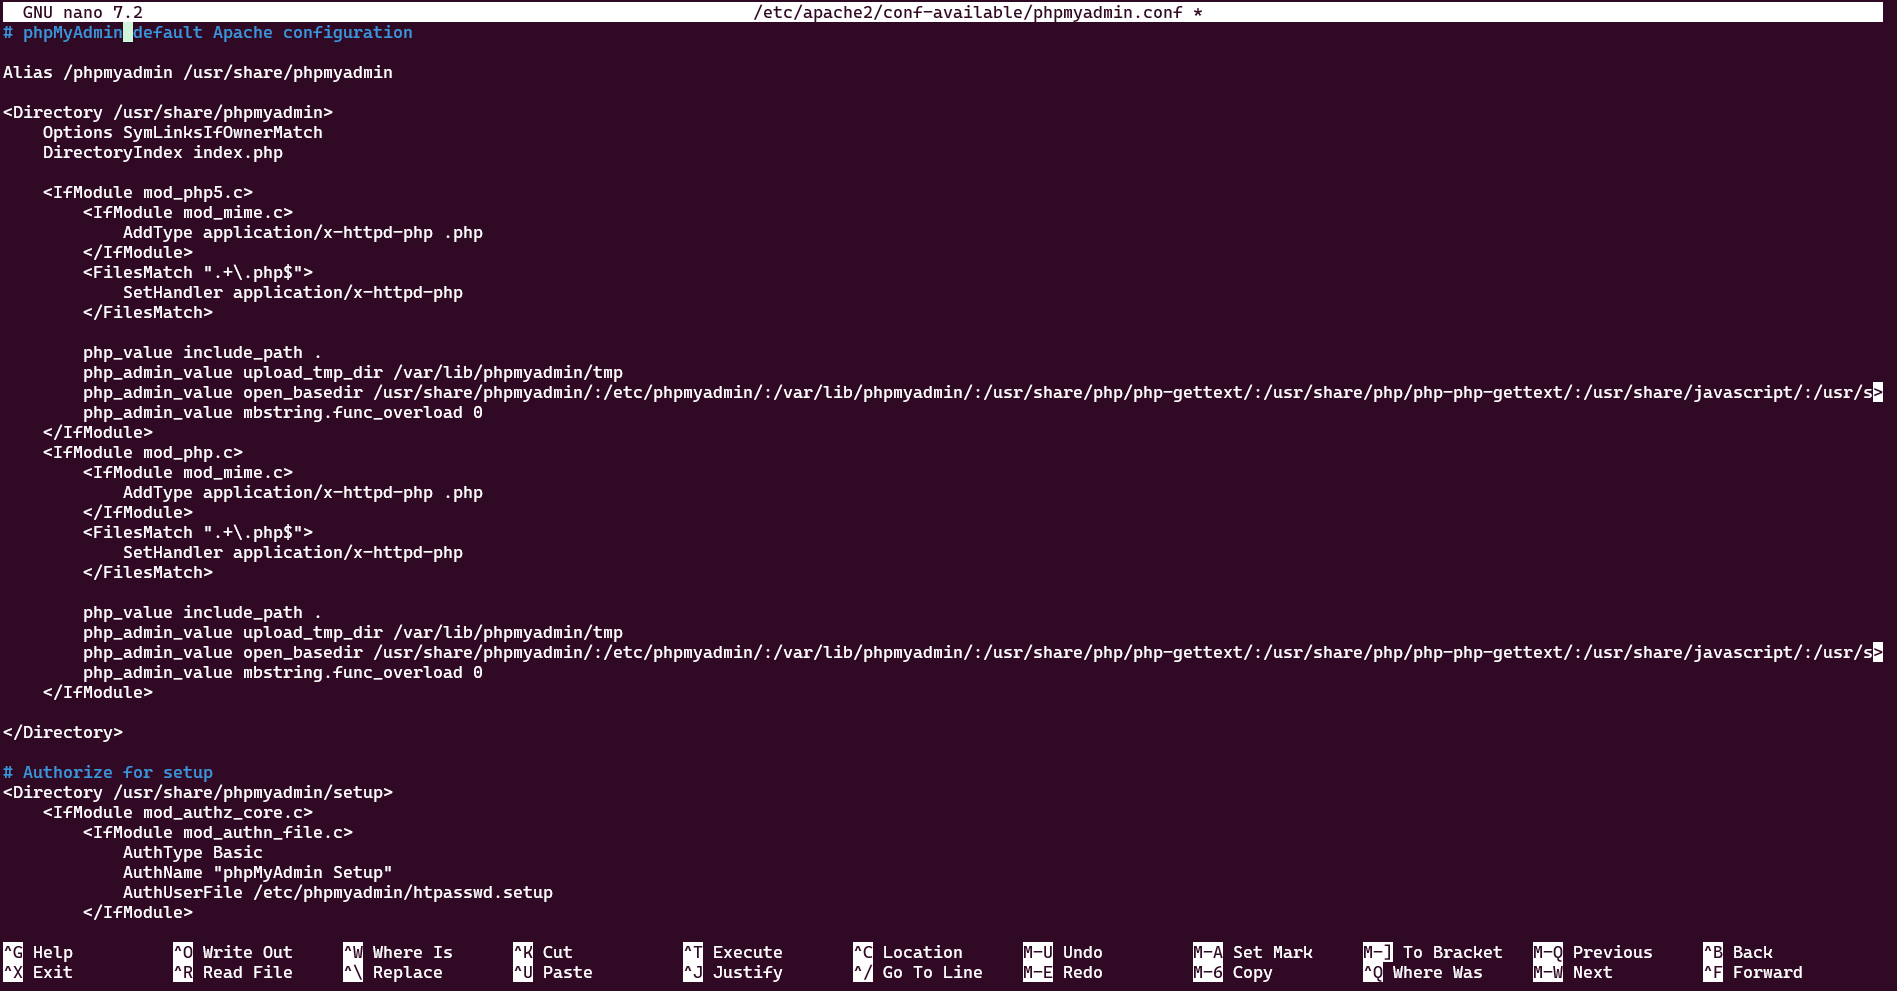 GNU nano 7.2 /etc/apache2/conf-available/phpmyadmin.conf *
# phpMyAdmin default Apache configuration

Alias /phpmyadmin /usr/share/phpmyadmin

<Directory /usr/share/phpmyadmin>
    Options SymLinksIfOwnerMatch
    DirectoryIndex index.php

    <IfModule mod_php5.c>
        <IfModule mod_mime.c>
            AddType application/x-httpd-php .php
        </IfModule>
        <FilesMatch ".+\.php$">
            SetHandler application/x-httpd-php
        </FilesMatch>

        php_value include_path .
        php_admin_value upload_tmp_dir /var/lib/phpmyadmin/tmp
        php_admin_value open_basedir /usr/share/phpmyadmin/:/etc/phpmyadmin/:/var/lib/phpmyadmin/:/usr/share/php/php-gettext/:/usr/share/php/php-php-gettext/:/usr/share/javascript/:/usr/s>
        php_admin_value mbstring.func_overload 0
    </IfModule>
    <IfModule mod_php.c>
        <IfModule mod_mime.c>
            AddType application/x-httpd-php .php
        </IfModule>
        <FilesMatch ".+\.php$">
            SetHandler application/x-httpd-php
        </FilesMatch>

        php_value include_path .
        php_admin_value upload_tmp_dir /var/lib/phpmyadmin/tmp
        php_admin_value open_basedir /usr/share/phpmyadmin/:/etc/phpmyadmin/:/var/lib/phpmyadmin/:/usr/share/php/php-gettext/:/usr/share/php/php-php-gettext/:/usr/share/javascript/:/usr/s>
        php_admin_value mbstring.func_overload 0
    </IfModule>

</Directory>

# Authorize for setup
<Directory /usr/share/phpmyadmin/setup>
    <IfModule mod_authz_core.c>
        <IfModule mod_authn_file.c>
            AuthType Basic
            AuthName "phpMyAdmin Setup"
            AuthUserFile /etc/phpmyadmin/htpasswd.setup
        </IfModule>

^G Help ^O Write Out ^W Where Is ^K Cut ^T Execute ^C Location M-U Undo M-A Set Mark M-] To Bracket M-Q Previous ^B Back
^X Exit ^R Read File ^\ Replace ^U Paste ^J Justify ^/ Go To Line M-E Redo M-6 Copy ^Q Where Was M-W Next ^F Forward